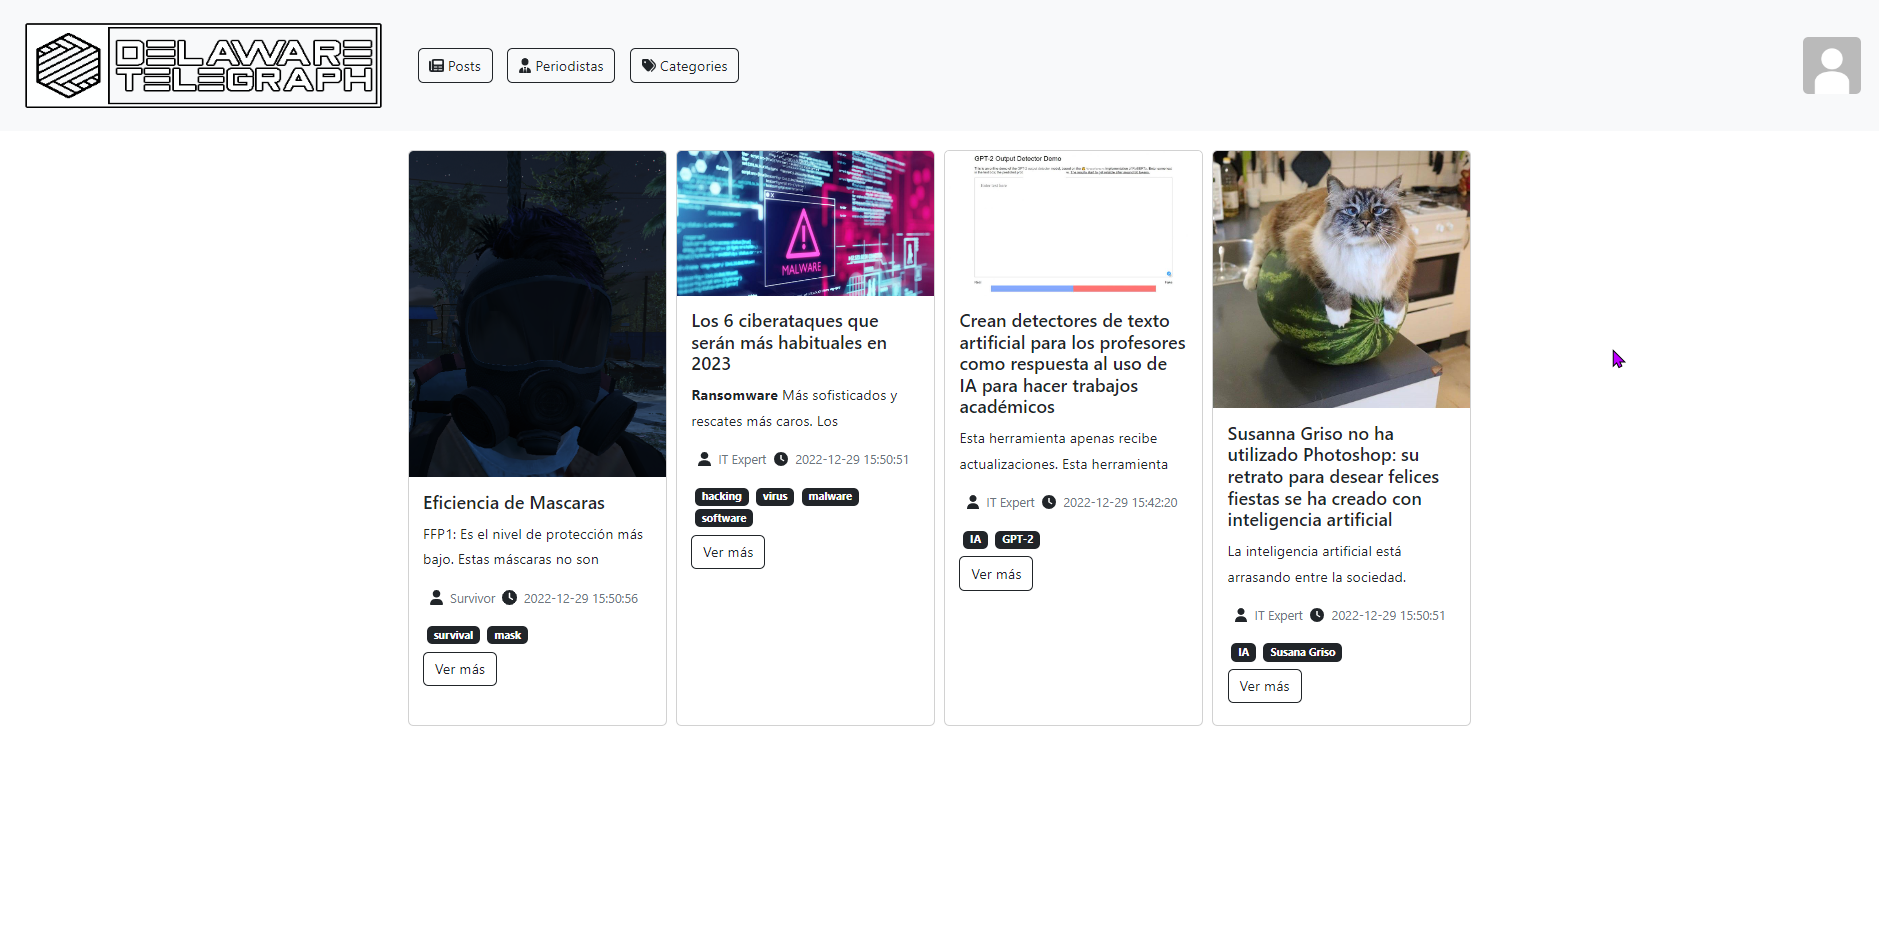 DELAWARE
TELEGRAPH
Posts
Periodistas
Categories
Eficiencia de Mascaras
FFP1: Es el nivel de protección más
bajo. Estas máscaras no son
Survivor 2022-12-29 15:50:56
survival mask
Ver más
MALWARE
Los 6 ciberataques que
serán más habituales en
2023
Ransomware Más sofisticados y
rescates más caros. Los
IT Expert 2022-12-29 15:50:51
hacking virus malware
software
Ver más
GPT-2 Output Detector Demo
Crean detectores de texto
artificial para los profesores
como respuesta al uso de
IA para hacer trabajos
académicos
Esta herramienta apenas recibe
actualizaciones. Esta herramienta
IT Expert 2022-12-29 15:42:20
IA GPT-2
Ver más
Susanna Griso no ha
utilizado Photoshop: su
retrato para desear felices
fiestas se ha creado con
inteligencia artificial
La inteligencia artificial está
arrasando entre la sociedad.
IT Expert 2022-12-29 15:50:51
IA Susana Griso
Ver más